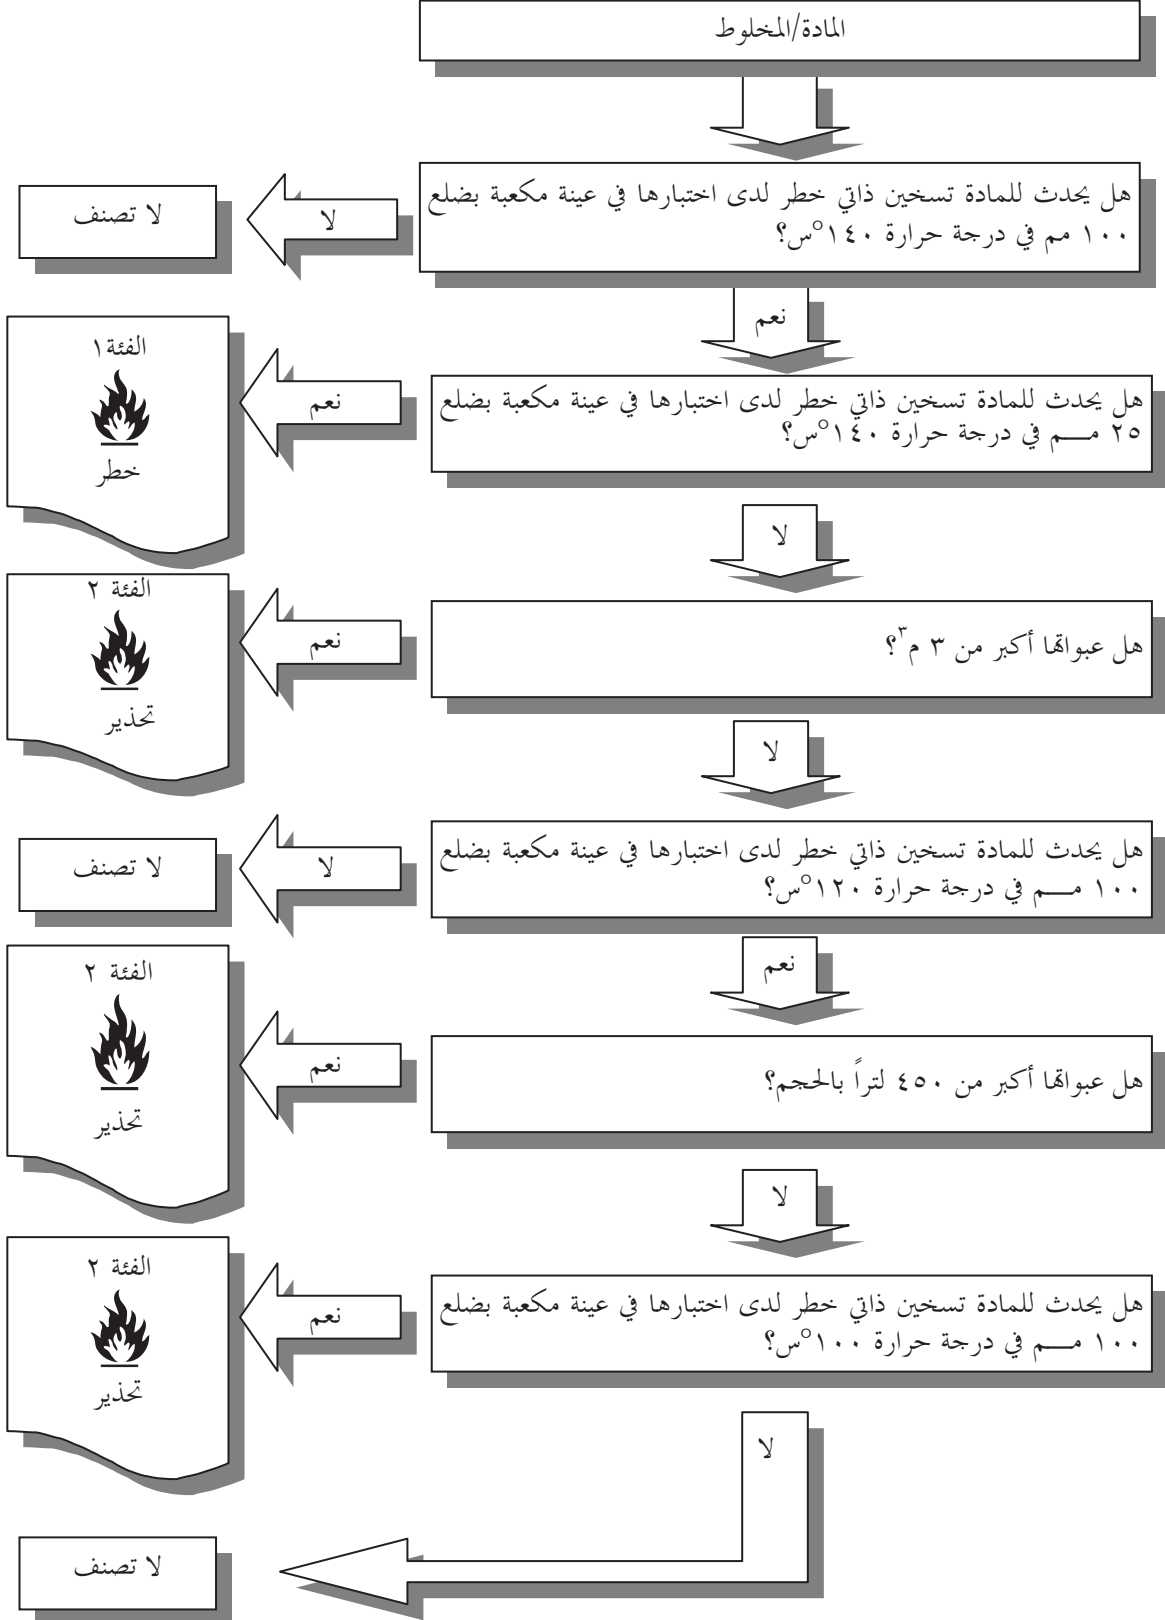 المادة/المخلوط
هل يحدث للمادة تسخين ذاتي خطر لدى اختبارها في عينة مكعبة بضلع
١٠٠ مم في درجة حرارة ١٤٠°س؟
لا
لا تصنف
نعم
هل يحدث للمادة تسخين ذاتي خطر لدى اختبارها في عينة مكعبة بضلع
٢٥ مـــم في درجة حرارة ١٤٠°س؟
نعم
الفئة ١
خطر
لا
هل عبواتها أكبر من ٣ م٣؟
نعم
الفئة ٢
تحذير
لا
هل يحدث للمادة تسخين ذاتي خطر لدى اختبارها في عينة مكعبة بضلع
١٠٠ مـــم في درجة حرارة ١٢٠°س؟
لا
لا تصنف
نعم
هل عبواتها أكبر من ٤٥٠ لتراً بالحجم؟
نعم
الفئة ٢
تحذير
لا
هل يحدث للمادة تسخين ذاتي خطر لدى اختبارها في عينة مكعبة بضلع
١٠٠ مـــم في درجة حرارة ١٠٠°س؟
نعم
الفئة ٢
تحذير
لا
لا تصنف